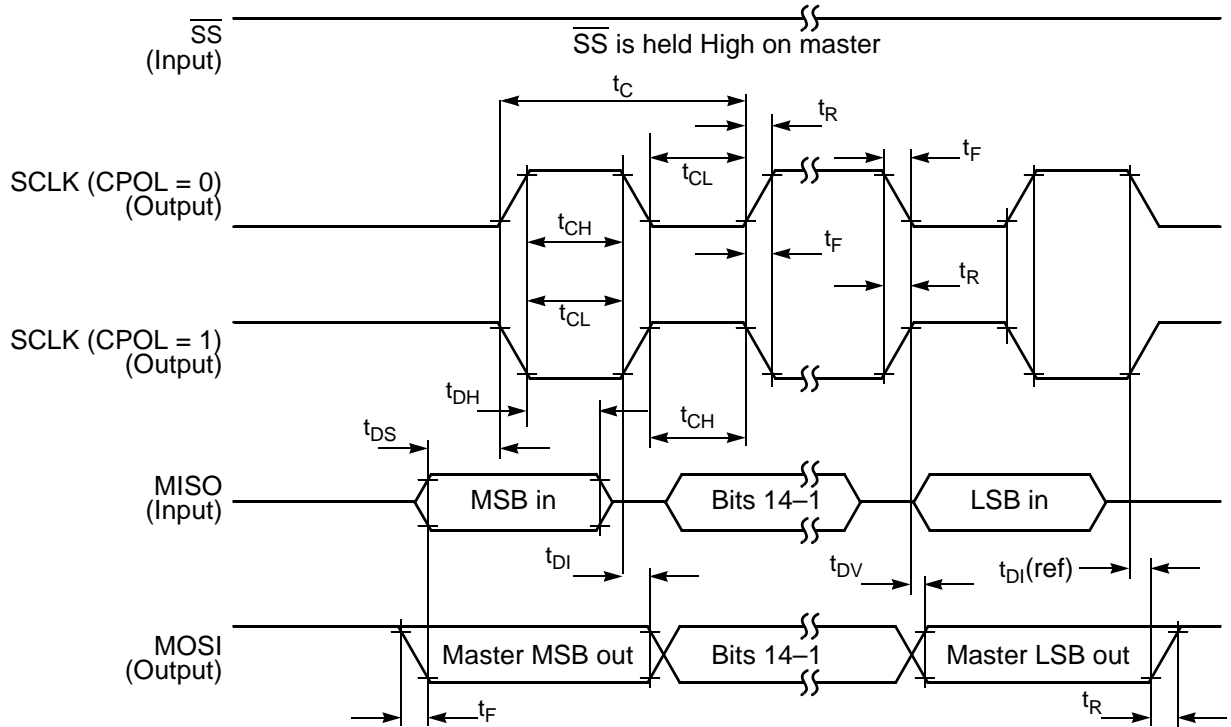 SS
(Input)
SS is held High on master
tC
tR
tF
tCL
SCLK (CPOL = 0)
(Output)
tCH
tF
tR
tCL
SCLK (CPOL = 1)
(Output)
tDH
tCH
tDS
MISO
(Input)
MSB in
Bits 14–1
LSB in
tDI
tDV
tDI(ref)
MOSI
(Output)
Master MSB out
Bits 14–1
Master LSB out
tF
tR